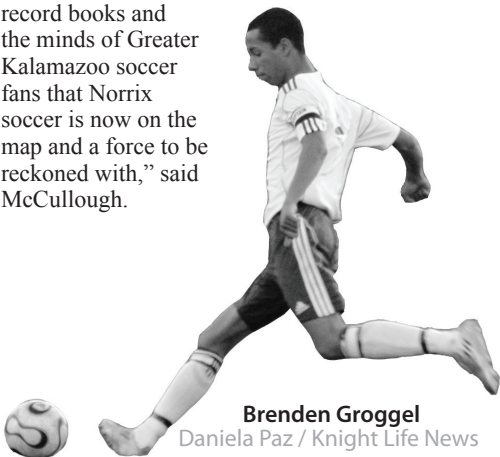 record books and
the minds of Greater
Kalamazoo soccer
fans that Norrix
soccer is now on the
map and a force to be
reckoned with,” said
McCullough.
Brenden Groggel
Daniela Paz / Knight Life News